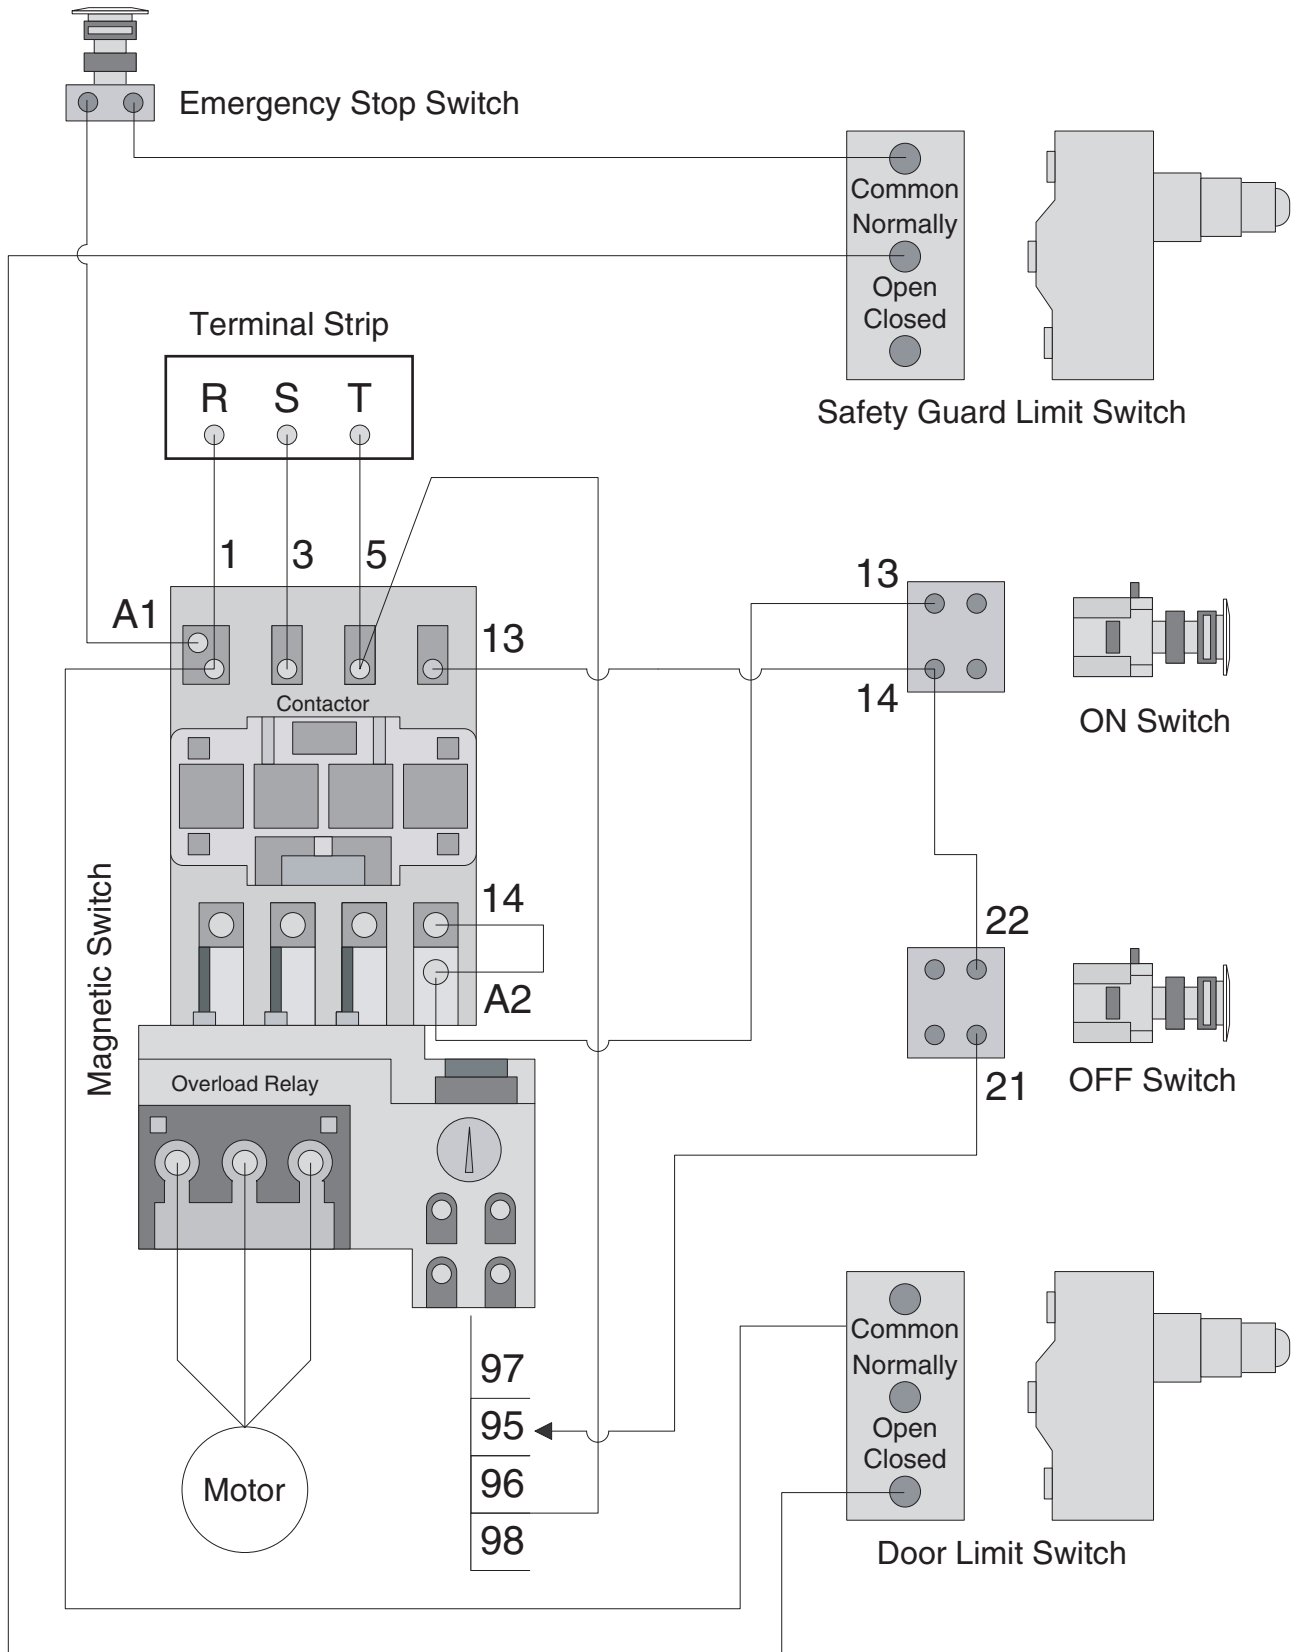 Emergency Stop Switch
Common
Normally
Open
Closed
Safety Guard Limit Switch
Terminal Strip
R S T
1 3 5
A1
13
Contactor
13
14
ON Switch
Magnetic Switch
14
A2
22
21
OFF Switch
Overload Relay
97
95
96
98
Motor
Common
Normally
Open
Closed
Door Limit Switch